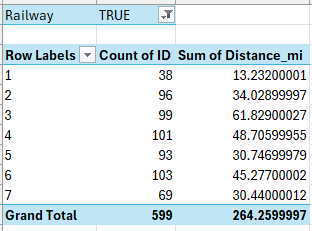 Railway TRUE
Row Labels Count of ID Sum of Distance_mi
1 38 13.23200001
2 96 34.02899997
3 99 61.82900027
4 101 48.70599955
5 93 30.74699979
6 103 45.27700002
7 69 30.44000012
Grand Total 599 264.2599997